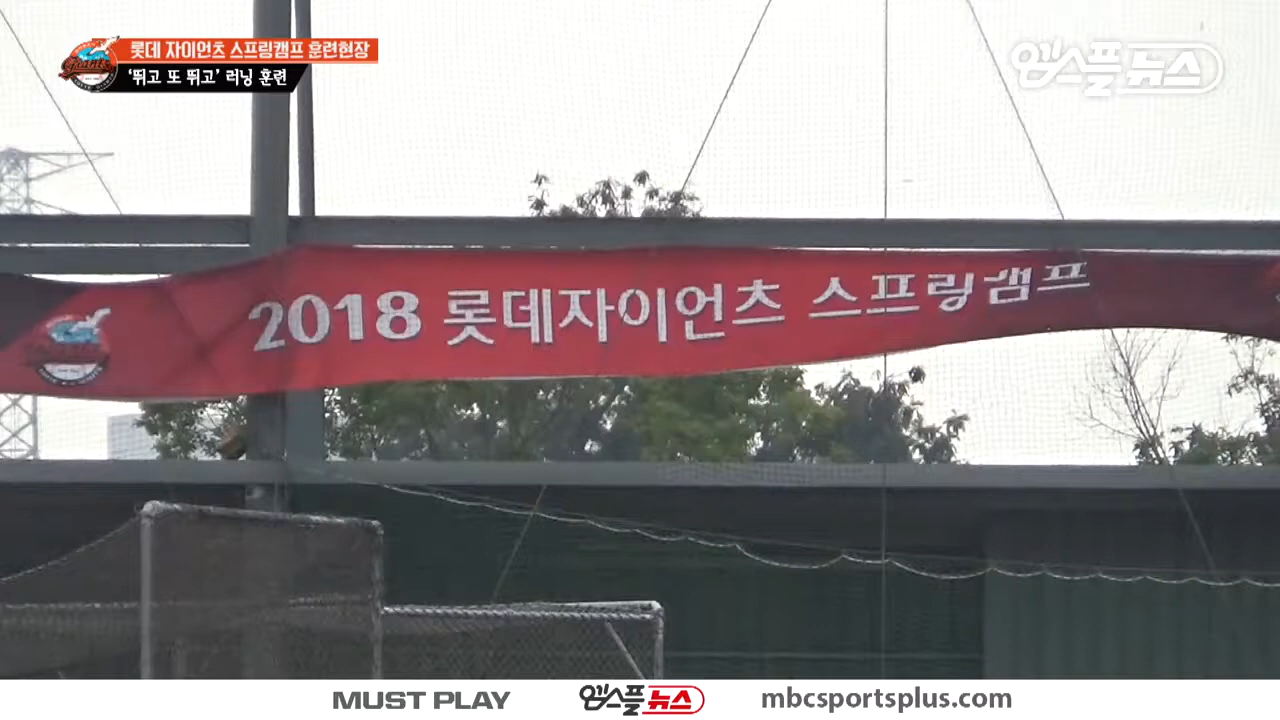 롯데 자이언츠 스프링캠프 훈련현장
‘뛰고 또 뛰고’ 러닝 훈련
엠스플 뉴스
2018 롯데자이언츠 스프링캠프
MUST PLAY
엠스플 뉴스
mbcsportsplus.com